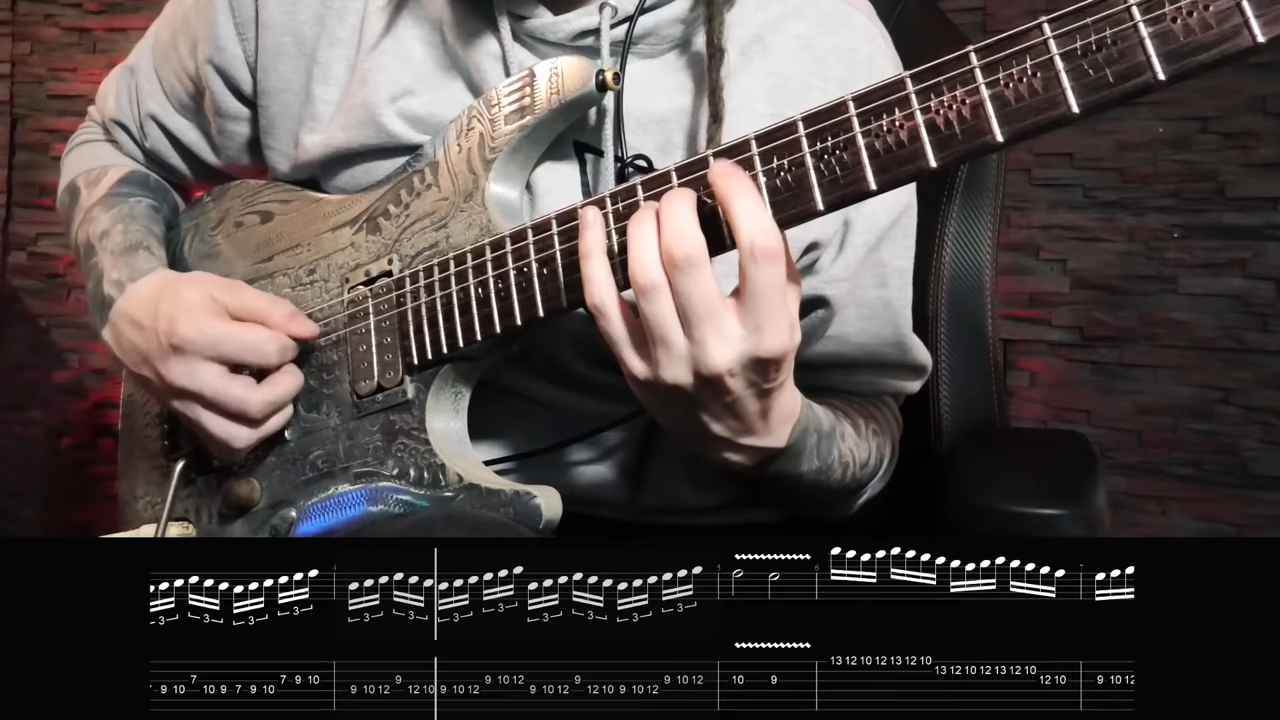 4 5 6 7
3 3 3 3 3 3 3 3 3 3 3 3
13 12 10 12 13 12 10
13 12 10 12 13 12 10
7 7 9 10 9 9 10 12 9 9 10 12 10 9 12 10
9 10 10 9 7 9 10 9 10 12 12 10 9 10 12 9 10 12 12 10 9 10 12 9 10 12